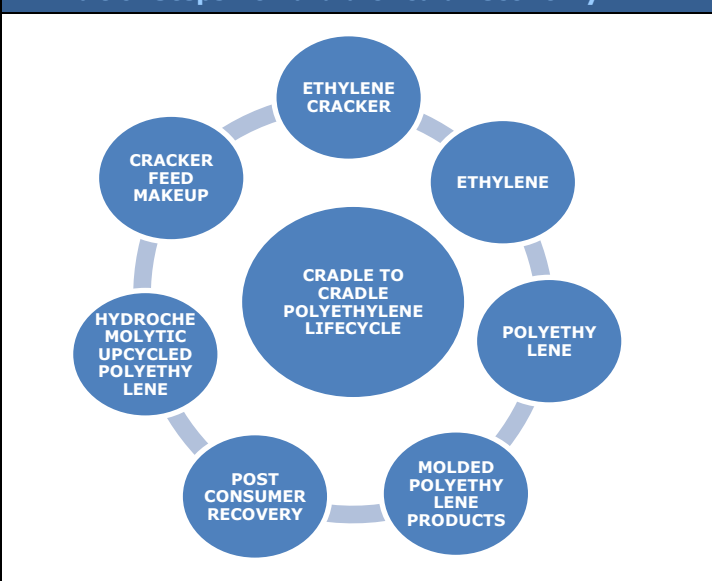 ETHYLENE
CRACKER
ETHYLENE
POLYETHY
LENE
MOLDED
POLYETHY
LENE
PRODUCTS
POST
CONSUMER
RECOVERY
HYDROCHE
MOLYTIC
UPCYCLED
POLYETHY
LENE
CRACKER
FEED
MAKEUP
CRADLE TO
CRADLE
POLYETHYLENE
LIFECYCLE